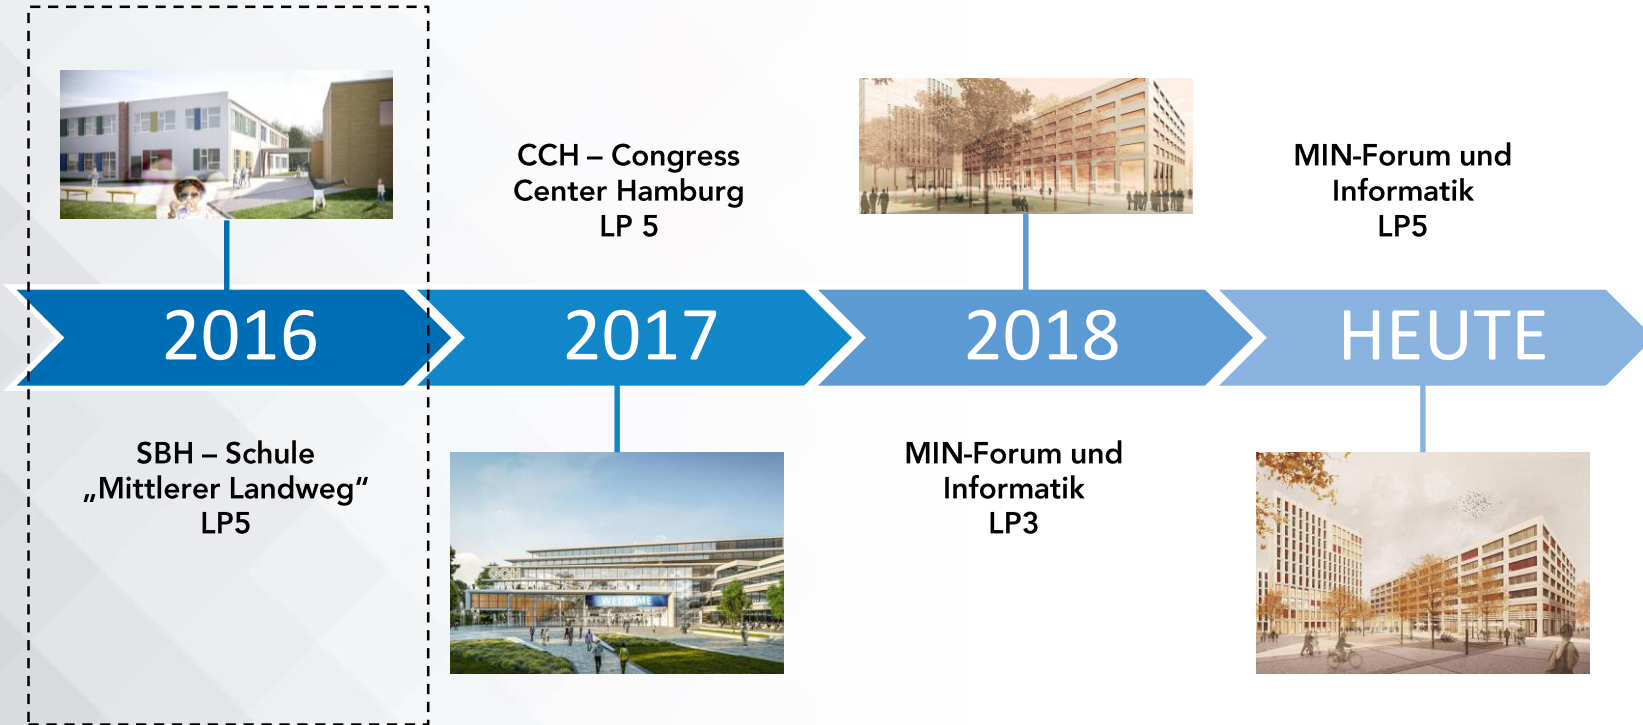 CCH – Congress
Center Hamburg
LP 5
MIN-Forum und
Informatik
LP5
2016
2017
2018
HEUTE
SBH – Schule
„Mittlerer Landweg“
LP5
MIN-Forum und
Informatik
LP3
WELCOME